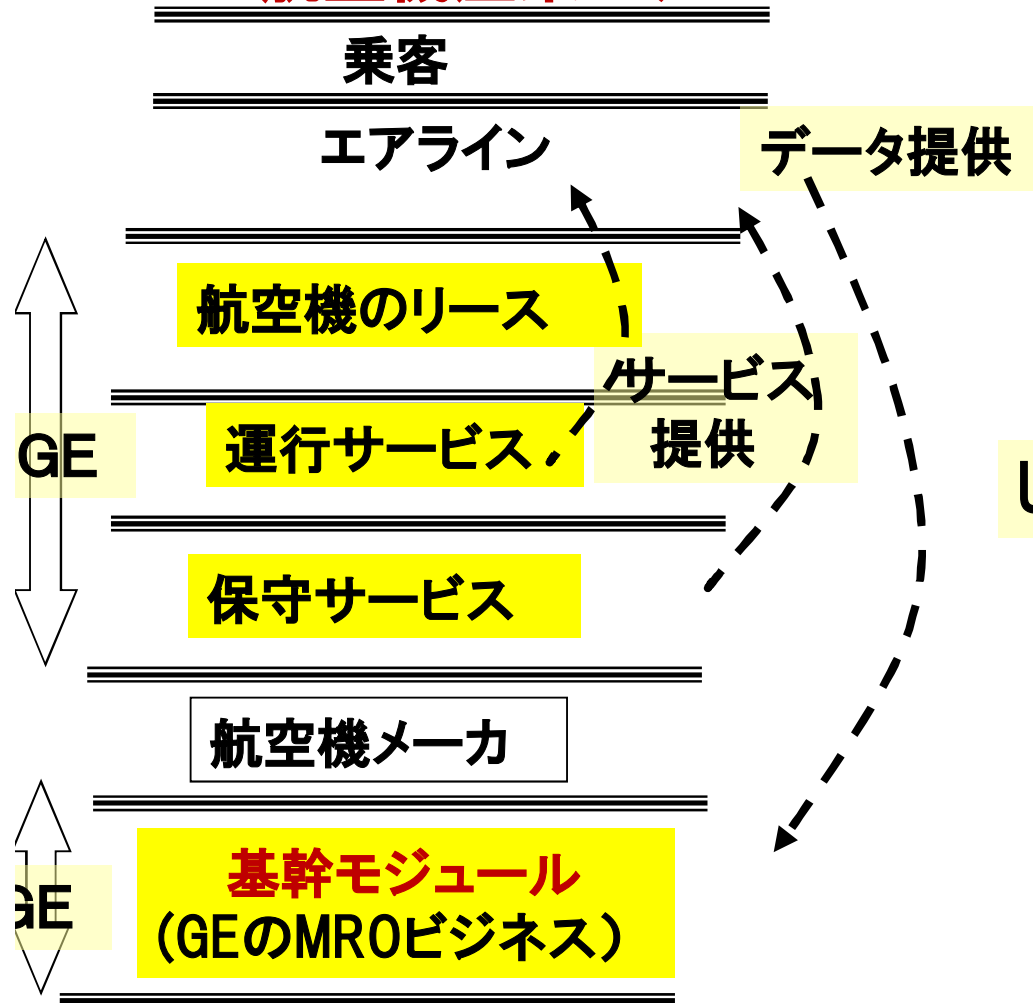 乗客
エアライン
データ提供
航空機のリース
サービス
提供
運行サービス
GE
保守サービス
航空機メーカ
基幹モジュール
GE
(GEのMROビジネス)